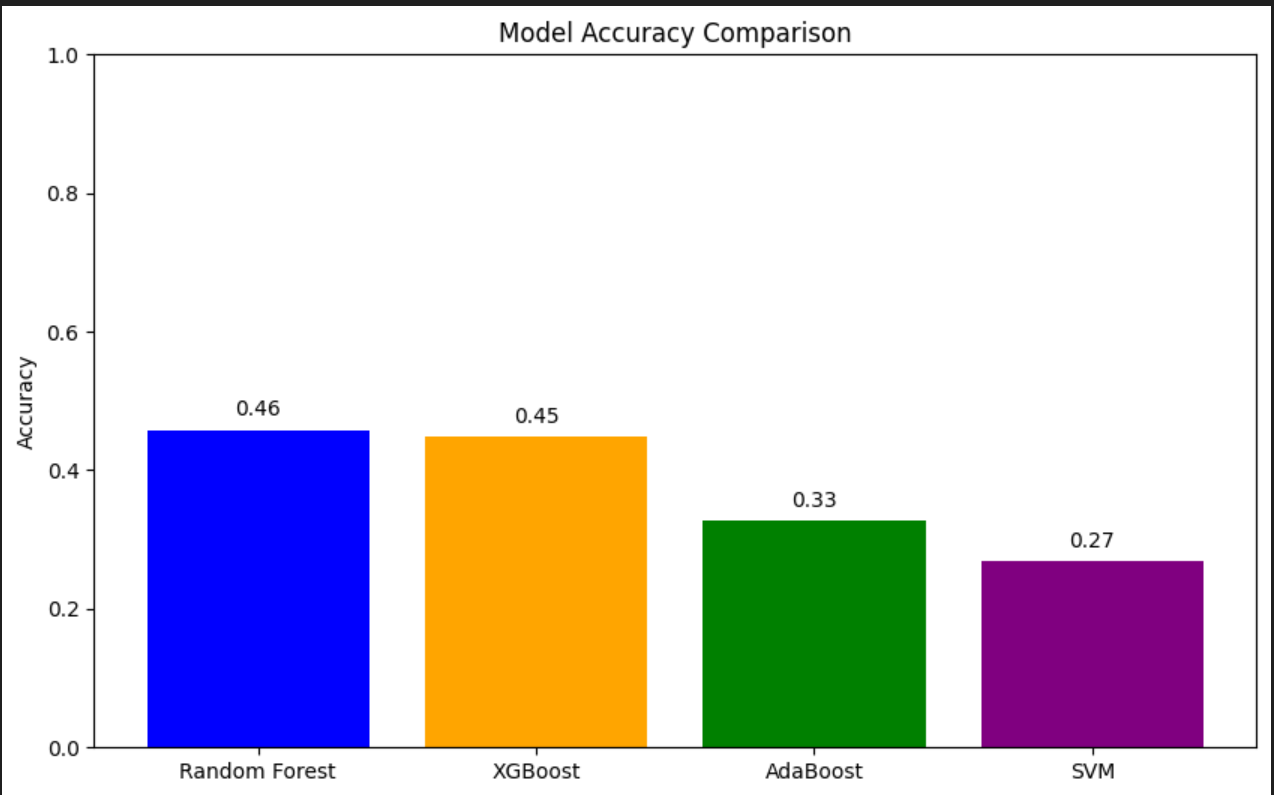 Model Accuracy Comparison
1.0
0.8
0.6
0.4
0.2
0.0
Accuracy
0.46
0.45
0.33
0.27
Random Forest
XGBoost
AdaBoost
SVM